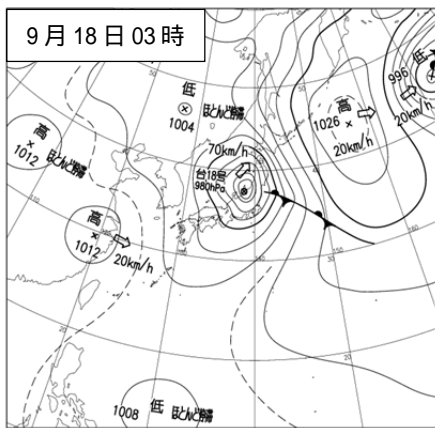 9月18日03時
低
1004
ほとんど停滞
高
1012
ほとんど停滞
996
低
20km/h
高
1026
20km/h
70km/h
台18号
980hPa
高
1012
20km/h
1008
低
ほとんど停滞